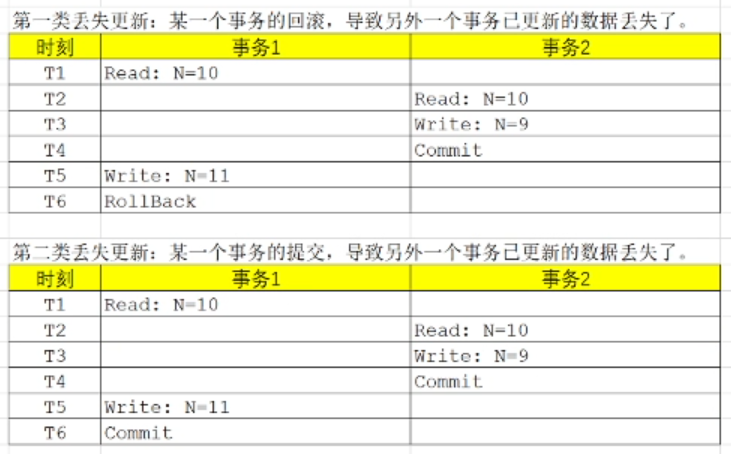 第一类丢失更新：某一个事务的回滚，导致另外一个事务已更新的数据丢失了。
时刻 事务1 事务2
T1 Read: N=10
T2 Read: N=10
T3 Write: N=9
T4 Commit
T5 Write: N=11
T6 RollBack
第二类丢失更新：某一个事务的提交，导致另外一个事务已更新的数据丢失了。
时刻 事务1 事务2
T1 Read: N=10
T2 Read: N=10
T3 Write: N=9
T4 Commit
T5 Write: N=11
T6 Commit